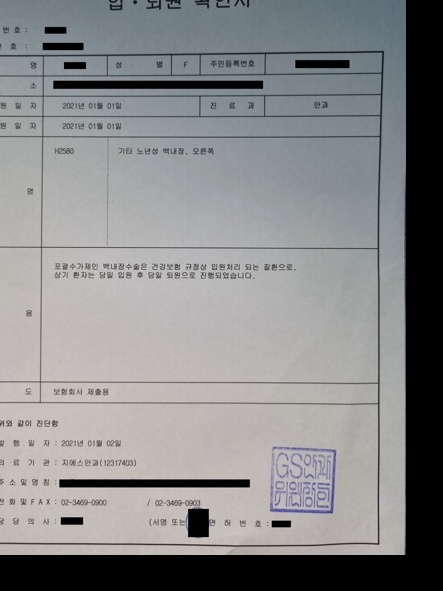 입·퇴원 확인서
번 호 :
호 :
명 성 별 F 주민등록번호
소
원 일 자 2021년 01월 01일 진 료 과 안과
원 일 자 2021년 01월 01일
명 H2580 기타 노년성 백내장, 오른쪽
용 포괄수가제인 백내장수술은 건강보험 규정상 입원처리 되는 질환으로,
상기 환자는 당일 입원 후 당일 퇴원으로 진행되었습니다.
도 보험회사 제출용
위와 같이 진단함
발 행 일 자 : 2021년 01월 02일
의 료 기 관 : 지에스안과(12317403)
주 소 및 명 칭 :
전 화 및 F A X : 02-3469-0900 / 02-3469-0903
담 당 의 사 : (서명 또는 면 허 번 호 :
GS안과
의원